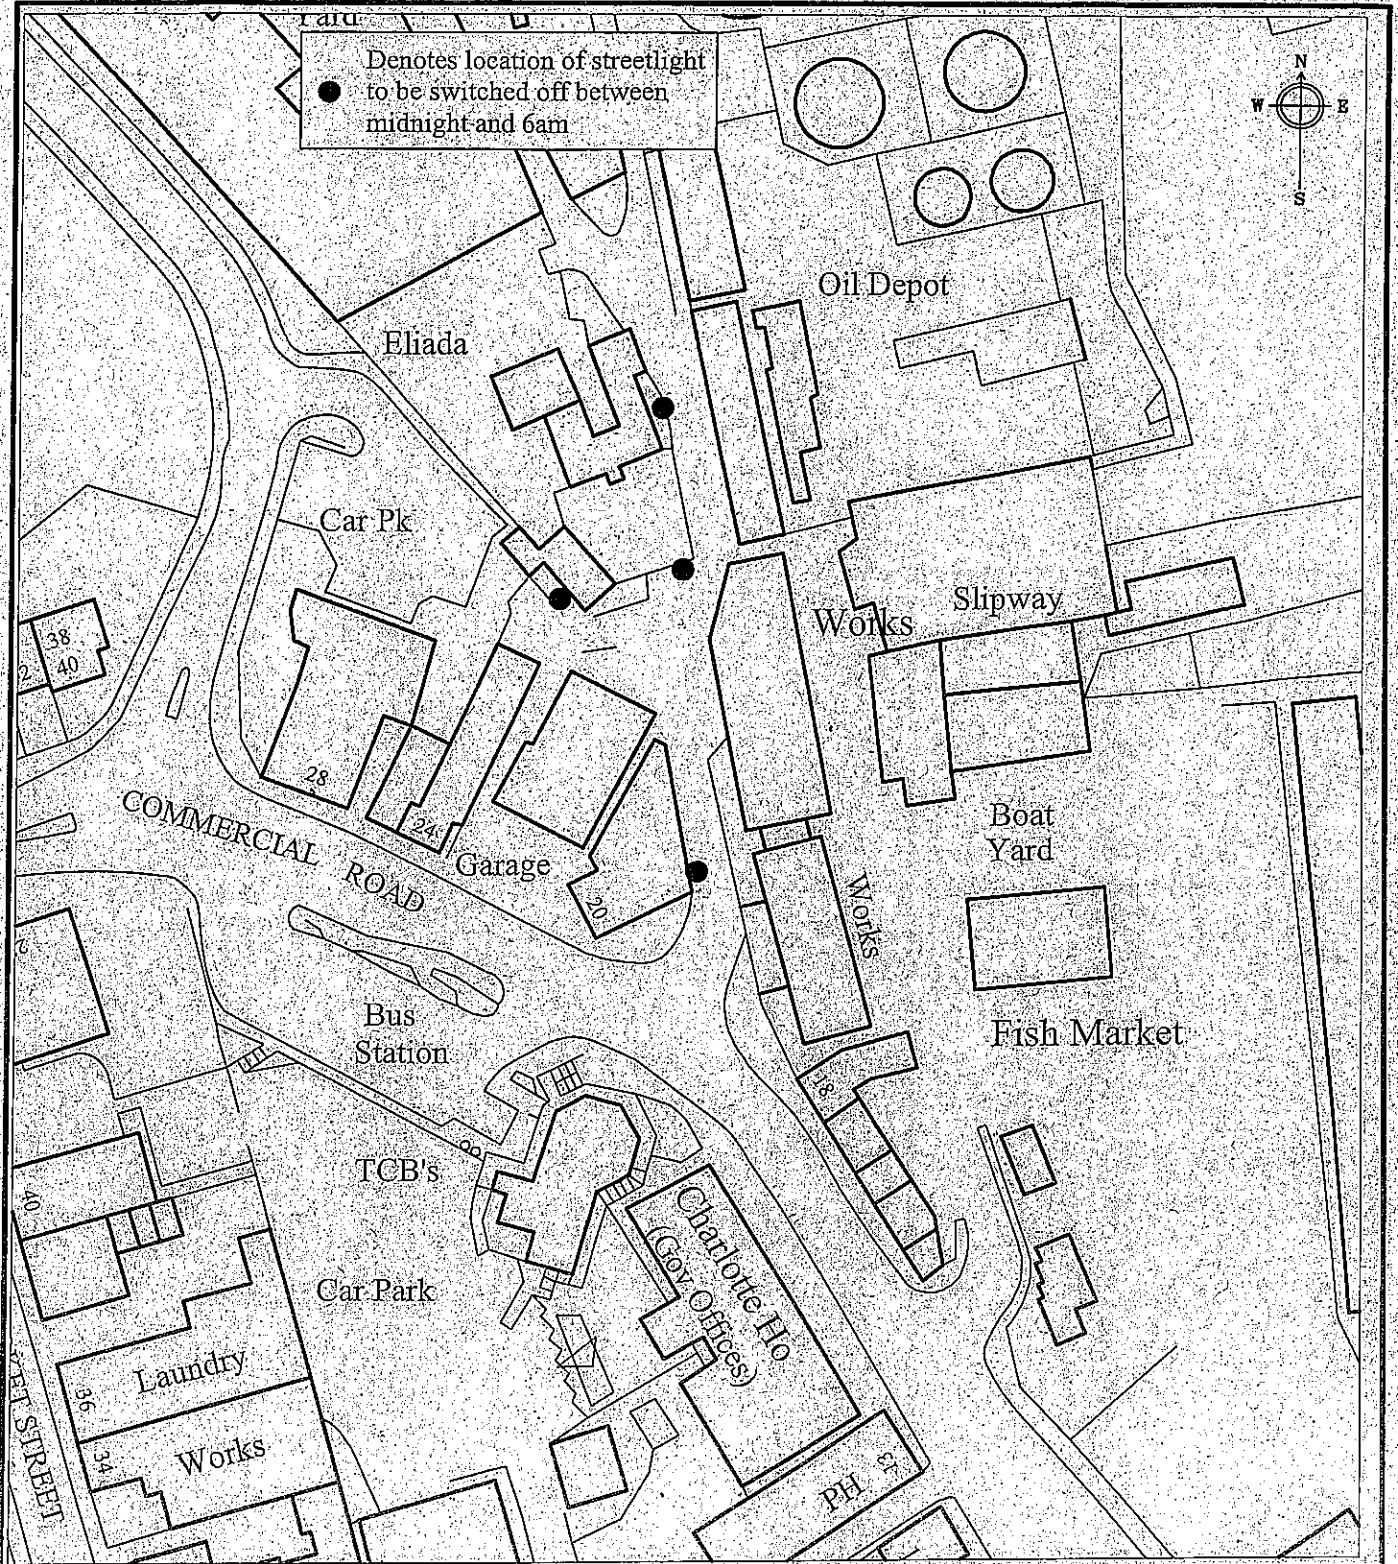 Yard
Denotes location of streetlight
to be switched off between
midnight and 6am
N
W E
S
Oil Depot
Eliada
Car Pk
Slipway
Works
38
40
28
COMMERCIAL ROAD
24
Garage
20
Boat
Yard
Works
Bus
Station
Fish Market
18
TCB's
40
Charlotte Ho
(Gov Offices)
Car Park
Laundry
36
Works
34
STREET
PH
13